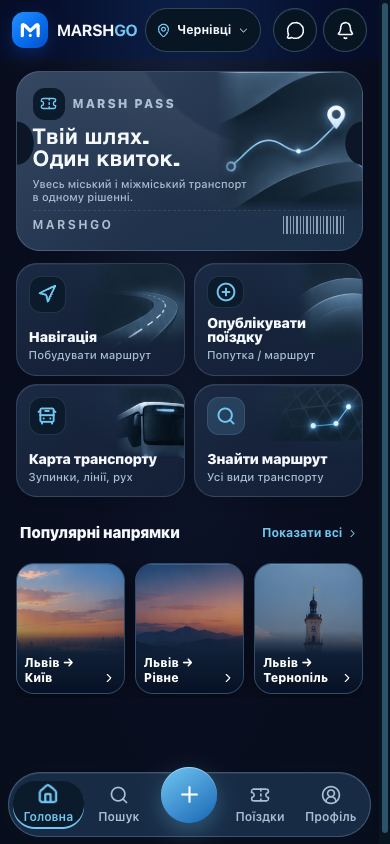 MARSHGO
Чернівці
MARSH PASS
Твій шлях.
Один квиток.
Увесь міський і міжміський транспорт
в одному рішенні.
MARSHGO
Навігація
Побудувати маршрут
Опублікувати
поїздку
Попутка / маршрут
Карта транспорту
Зупинки, лінії, рух
Знайти маршрут
Усі види транспорту
Популярні напрямки
Показати всі
Львів →
Київ
Львів →
Рівне
Львів →
Тернопіль
Головна
Пошук
Поїздки
Профіль